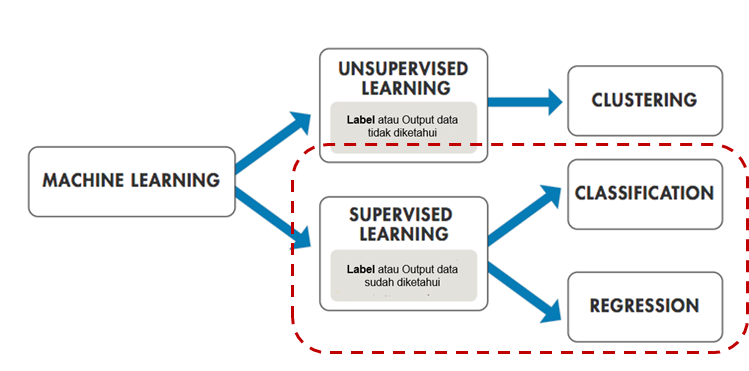 MACHINE LEARNING
UNSUPERVISED
LEARNING
Label atau Output data
tidak diketahui
CLUSTERING
SUPERVISED
LEARNING
Label atau Output data
sudah diketahui
CLASSIFICATION
REGRESSION